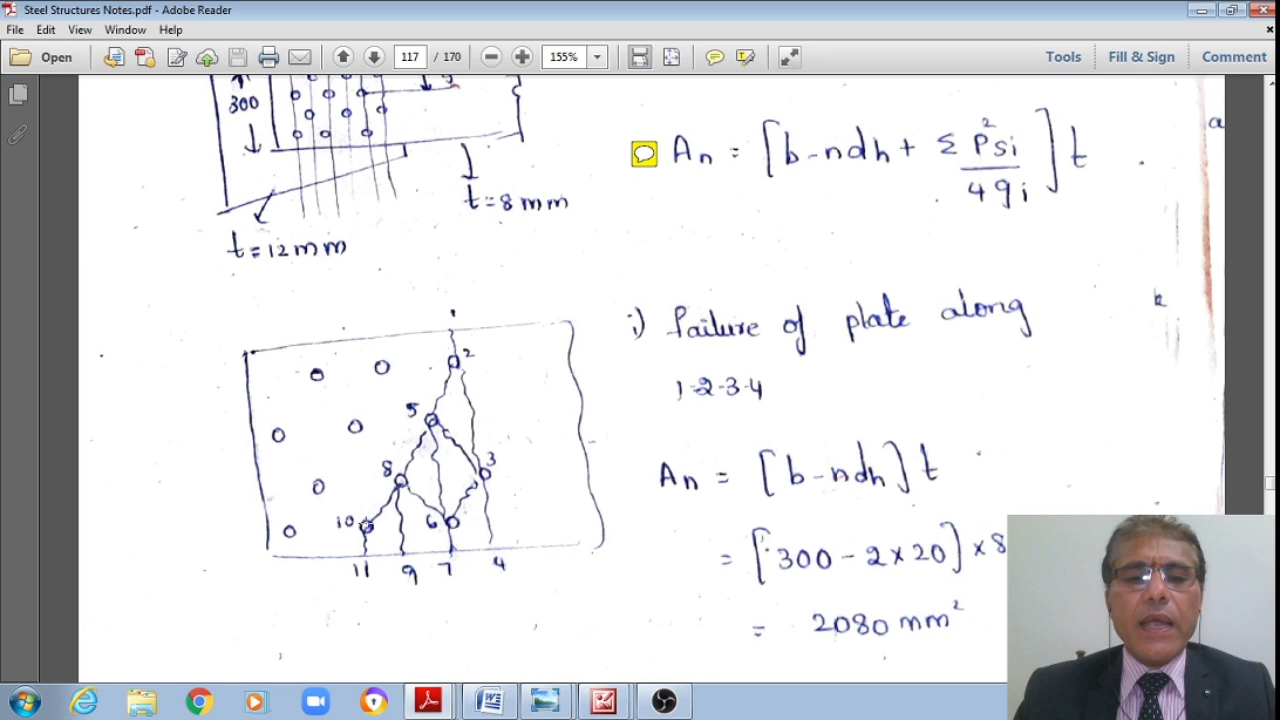 Steel Structures Notes.pdf - Adobe Reader
File Edit View Window Help
Open 117 / 170 155% Tools Fill & Sign Comment
300
t = 8 mm
t = 12 mm
An = [b - ndh + Σ P²si / 4gi] t
i) Failure of plate along
1-2-3-4
An = [b - ndh] t
= [300 - 2 × 20] × 8
= 2080 mm²
1
2
5
8 3
10 6
11 9 7 4